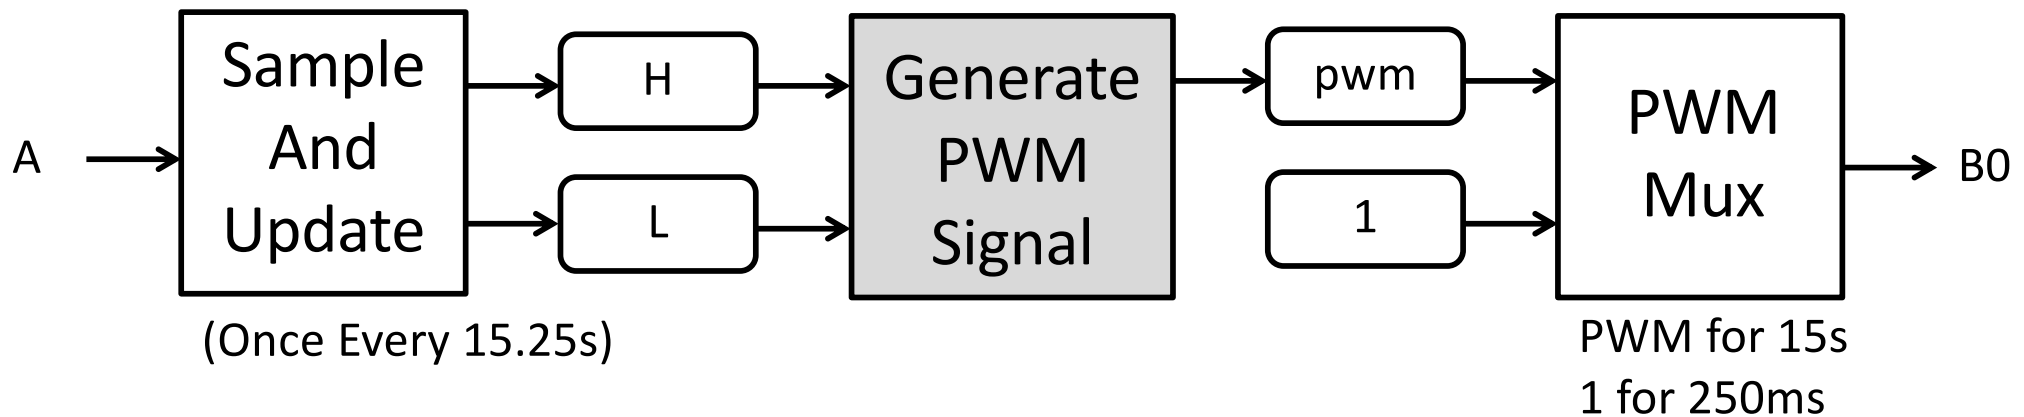 A
Sample
And
Update
(Once Every 15.25s)
H
L
Generate
PWM
Signal
pwm
1
PWM
Mux
PWM for 15s
1 for 250ms
B0